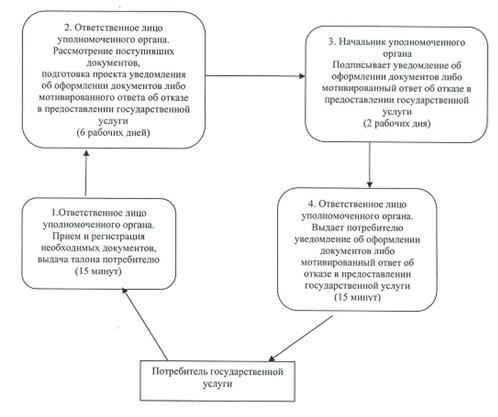 2. Ответственное лицо
уполномоченного органа.
Рассмотрение поступивших
документов,
подготовка проекта уведомления
об оформлении документов либо
мотивированного ответа об отказе
в предоставлении государственной
услуги
(6 рабочих дней)
3. Начальник уполномоченного
органа
Подписывает уведомление об
оформлении документов либо
мотивированный ответ об отказе в
предоставлении государственной
услуги
(2 рабочих дня)
1.Ответственное лицо
уполномоченного органа.
Прием и регистрация
необходимых документов,
выдача талона потребителю
(15 минут)
4. Ответственное лицо
уполномоченного органа.
Выдает потребителю
уведомление об оформлении
документов либо
мотивированный ответ об
отказе в предоставлении
государственной услуги
(15 минут)
Потребитель государственной
услуги